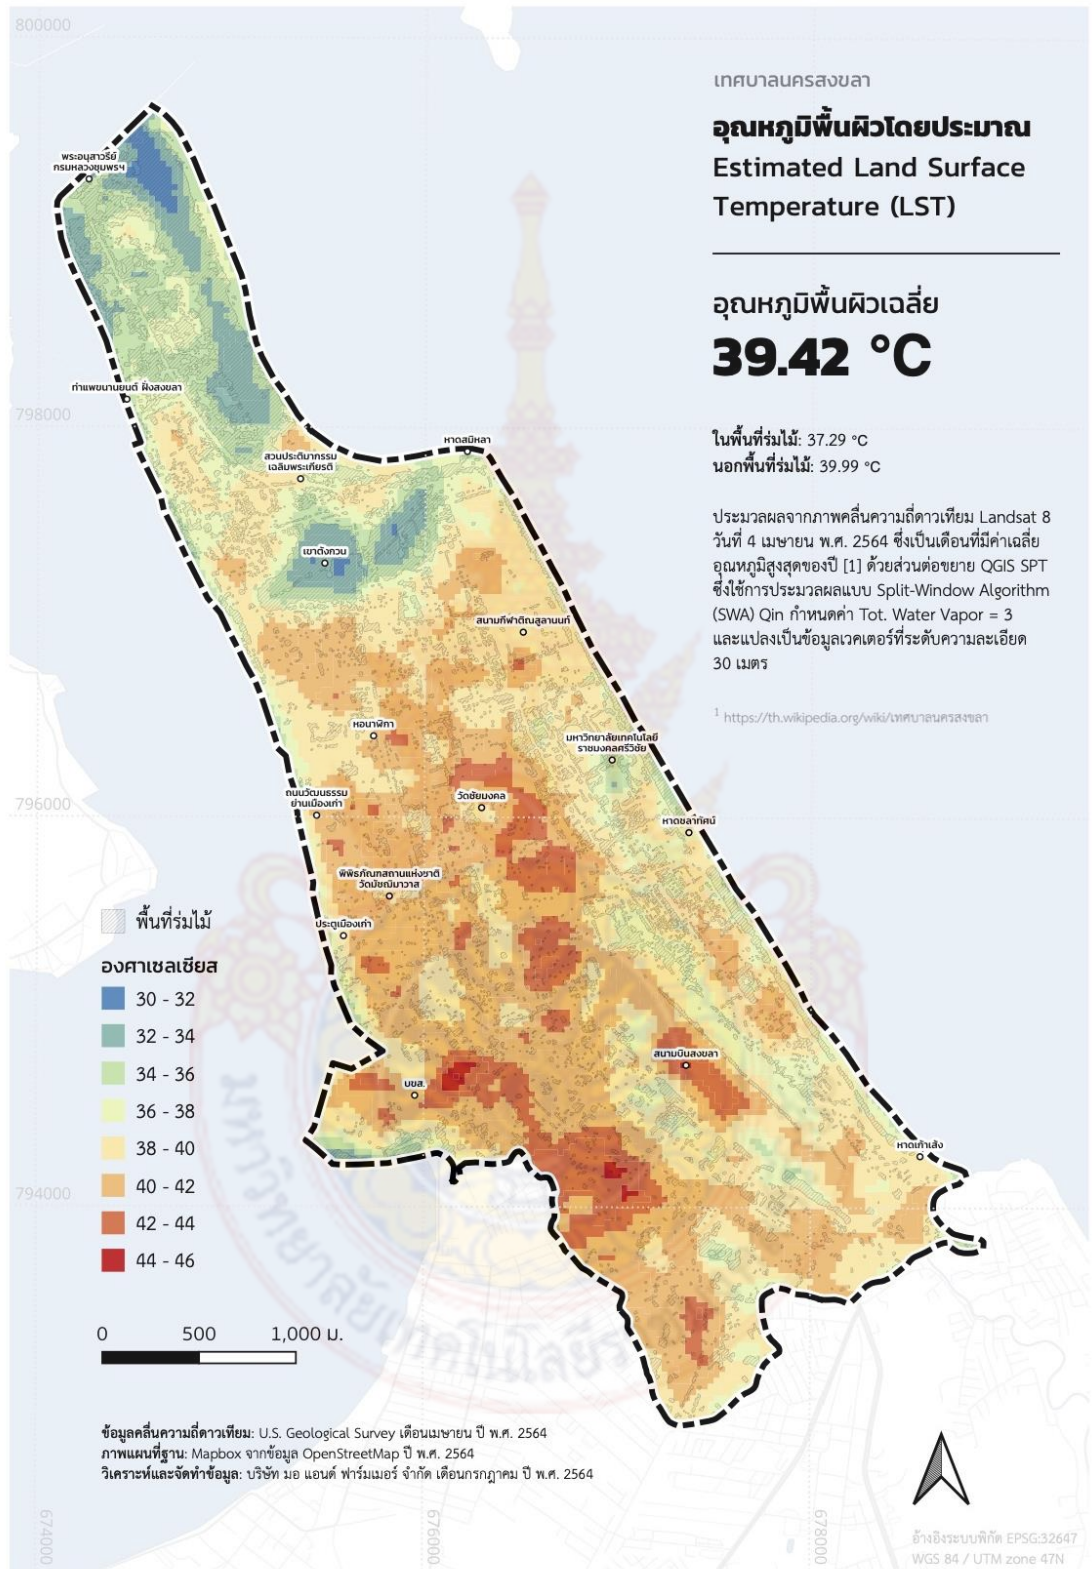 800000
เทศบาลนครสงขลา
อุณหภูมิพื้นผิวโดยประมาณ
Estimated Land Surface
Temperature (LST)
อุณหภูมิพื้นผิวเฉลี่ย
39.42 °C
ในพื้นที่ร่มไม้: 37.29 °C
นอกพื้นที่ร่มไม้: 39.99 °C
ประมวลผลจากภาพคลื่นความถี่ดาวเทียม Landsat 8
วันที่ 4 เมษายน พ.ศ. 2564 ซึ่งเป็นเดือนที่มีค่าเฉลี่ย
อุณหภูมิสูงสุดของปี [1] ด้วยส่วนต่อขยาย QGIS SPT
ซึ่งใช้การประมวลผลแบบ Split-Window Algorithm
(SWA) Qin กำหนดค่า Tot. Water Vapor = 3
และแปลงเป็นข้อมูลเวคเตอร์ที่ระดับความละเอียด
30 เมตร
1 https://th.wikipedia.org/wiki/เทศบาลนครสงขลา
พระอนุสาวรีย์
กรมหลวงชุมพรฯ
ท่าแพขนานยนต์ ฝั่งสงขลา
798000
หาดสมิหลา
สวนประติมากรรม
เฉลิมพระเกียรติ
เขาตังกวน
สนามกีฬาติณสูลานนท์
หอนาฬิกา
มหาวิทยาลัยเทคโนโลยี
ราชมงคลศรีวิชัย
ถนนวัฒนธรรม
ย่านเมืองเก่า
วัดชัยมงคล
796000
หาดชลาทัศน์
พิพิธภัณฑสถานแห่งชาติ
วัดมัชฌิมาวาส
ประตูเมืองเก่า
สนามบินสงขลา
บขส.
หาดเก้าเส้ง
794000
พื้นที่ร่มไม้
องศาเซลเซียส
30 - 32
32 - 34
34 - 36
36 - 38
38 - 40
40 - 42
42 - 44
44 - 46
0 500 1,000 ม.
ข้อมูลคลื่นความถี่ดาวเทียม: U.S. Geological Survey เดือนเมษายน ปี พ.ศ. 2564
ภาพแผนที่ฐาน: Mapbox จากข้อมูล OpenStreetMap ปี พ.ศ. 2564
วิเคราะห์และจัดทำข้อมูล: บริษัท มอ แอนด์ ฟาร์มเมอร์ จำกัด เดือนกรกฎาคม ปี พ.ศ. 2564
674000
676000
678000
อ้างอิงระบบพิกัด EPSG:32647
WGS 84 / UTM zone 47N